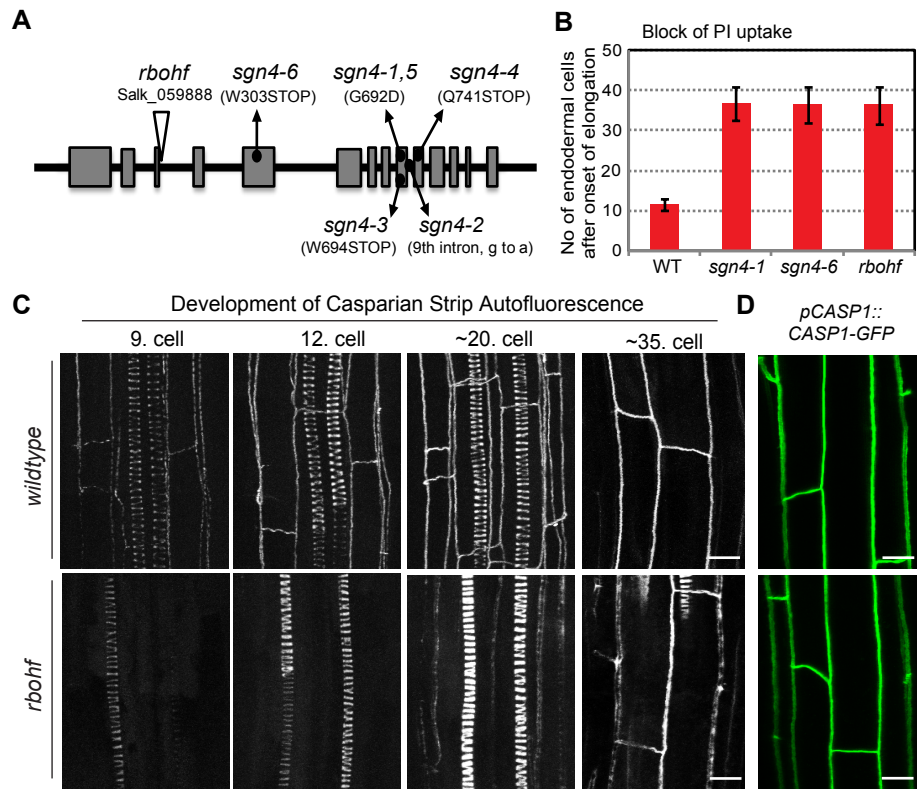 A
rbohf
Salk_059888
sgn4-6
(W303STOP)
sgn4-1,5
(G692D)
sgn4-4
(Q741STOP)
sgn4-3
(W694STOP)
sgn4-2
(9th intron, g to a)
B
Block of PI uptake
No of endodermal cells
after onset of elongation
50
40
30
20
10
0
WT
sgn4-1
sgn4-6
rbohf
C
Development of Casparian Strip Autofluorescence
9. cell
12. cell
~20. cell
~35. cell
wildtype
rbohf
D
pCASP1::
CASP1-GFP